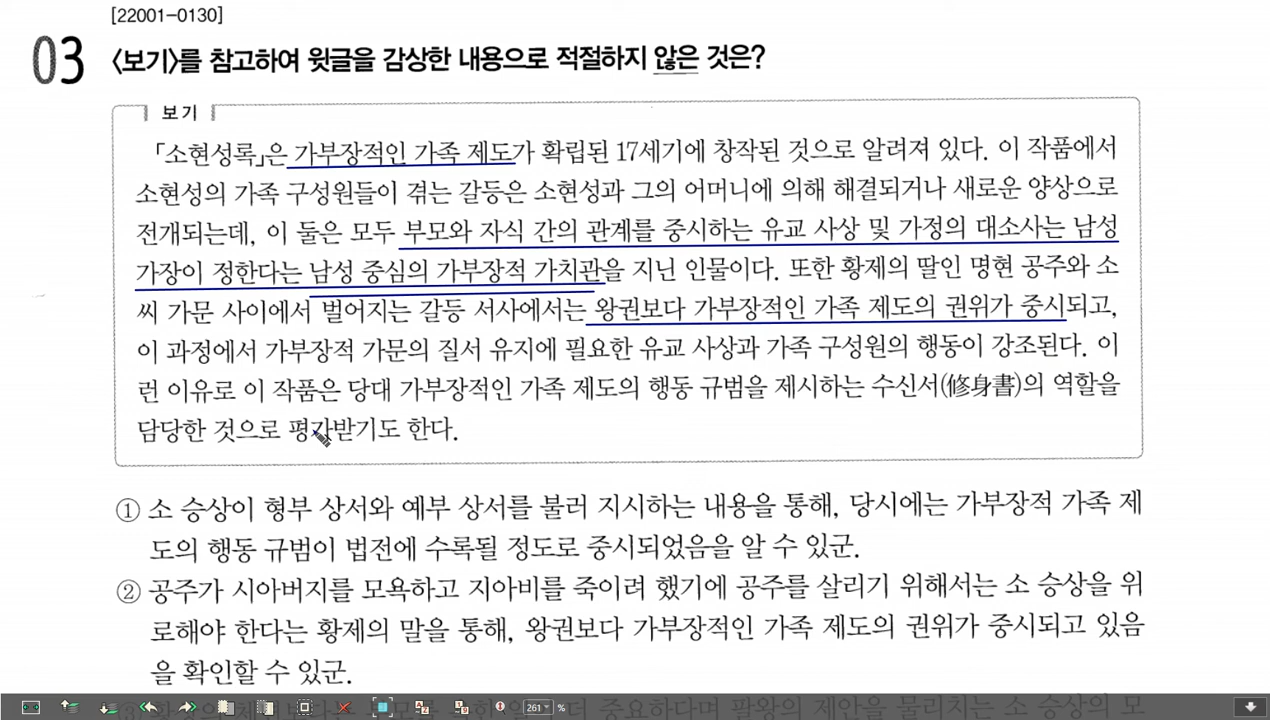 [22001-0130]
03 <보기>를 참고하여 윗글을 감상한 내용으로 적절하지 않은 것은?
보기
「소현성록」은 가부장적인 가족 제도가 확립된 17세기에 창작된 것으로 알려져 있다. 이 작품에서
소현성의 가족 구성원들이 겪는 갈등은 소현성과 그의 어머니에 의해 해결되거나 새로운 양상으로
전개되는데, 이 둘은 모두 부모와 자식 간의 관계를 중시하는 유교 사상 및 가정의 대소사는 남성
가장이 정한다는 남성 중심의 가부장적 가치관을 지닌 인물이다. 또한 황제의 딸인 명현 공주와 소
씨 가문 사이에서 벌어지는 갈등 서사에서는 왕권보다 가부장적인 가족 제도의 권위가 중시되고,
이 과정에서 가부장적 가문의 질서 유지에 필요한 유교 사상과 가족 구성원의 행동이 강조된다. 이
런 이유로 이 작품은 당대 가부장적인 가족 제도의 행동 규범을 제시하는 수신서(修身書)의 역할을
담당한 것으로 평가받기도 한다.
① 소 승상이 형부 상서와 예부 상서를 불러 지시하는 내용을 통해, 당시에는 가부장적 가족 제
도의 행동 규범이 법전에 수록될 정도로 중시되었음을 알 수 있군.
② 공주가 시아버지를 모욕하고 지아비를 죽이려 했기에 공주를 살리기 위해서는 소 승상을 위
로해야 한다는 황제의 말을 통해, 왕권보다 가부장적인 가족 제도의 권위가 중시되고 있음
을 확인할 수 있군.
261 %